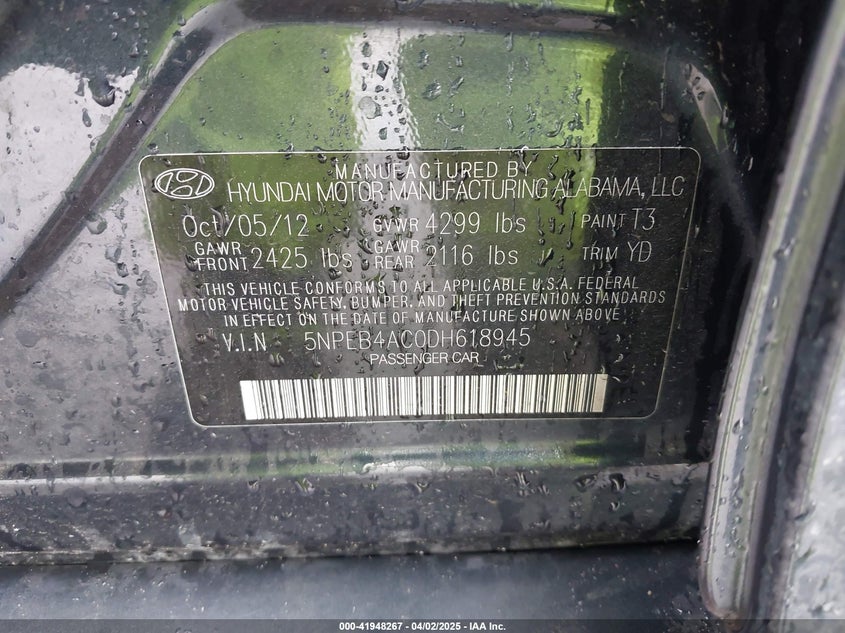 MANUFACTURED BY
HYUNDAI MOTOR MANUFACTURING ALABAMA, LLC
Oct/05/12 GVWR 4299 lbs PAINT T3
GAWR FRONT 2425 lbs GAWR REAR 2116 lbs TRIM YD
THIS VEHICLE CONFORMS TO ALL APPLICABLE U.S.A. FEDERAL
MOTOR VEHICLE SAFETY, BUMPER, AND THEFT PREVENTION STANDARDS
IN EFFECT ON THE DATE OF MANUFACTURE SHOWN ABOVE
V.I.N 5NPEB4AC0DH618945
PASSENGER CAR
000-41948267 - 04/02/2025 - IAA Inc.